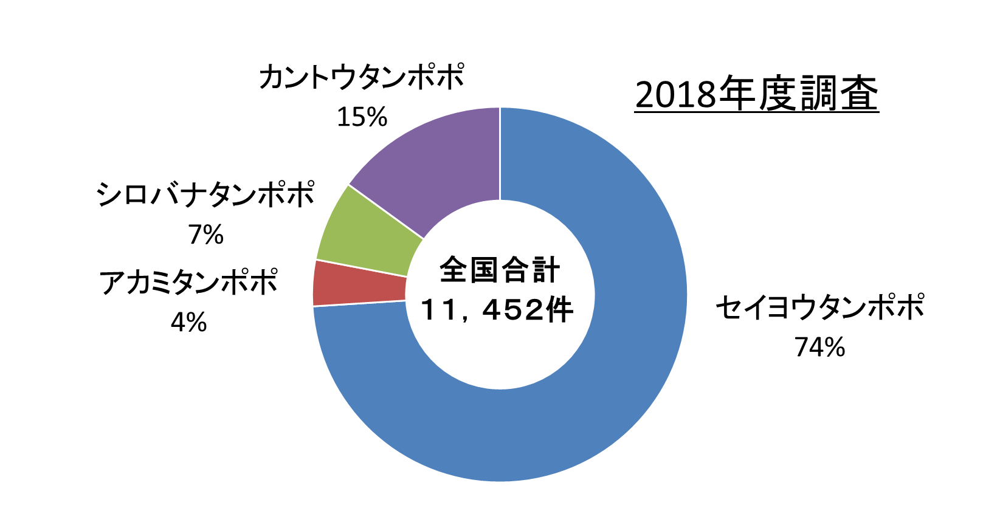 2018年度調査
カントウタンポポ
15%
シロバナタンポポ
7%
アカミタンポポ
4%
全国合計
11，452件
セイヨウタンポポ
74%